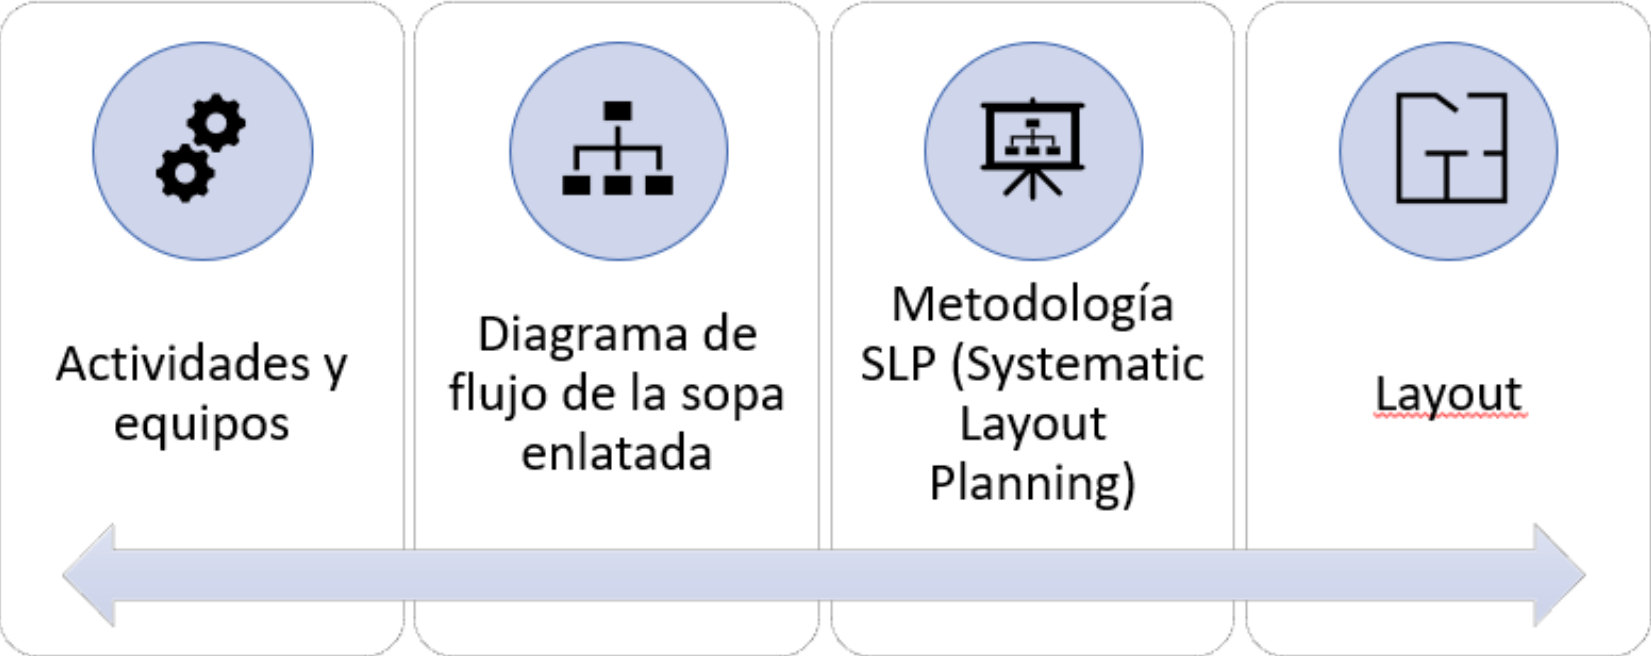 Actividades y
equipos
Diagrama de
flujo de la sopa
enlatada
Metodología
SLP (Systematic
Layout
Planning)
Layout